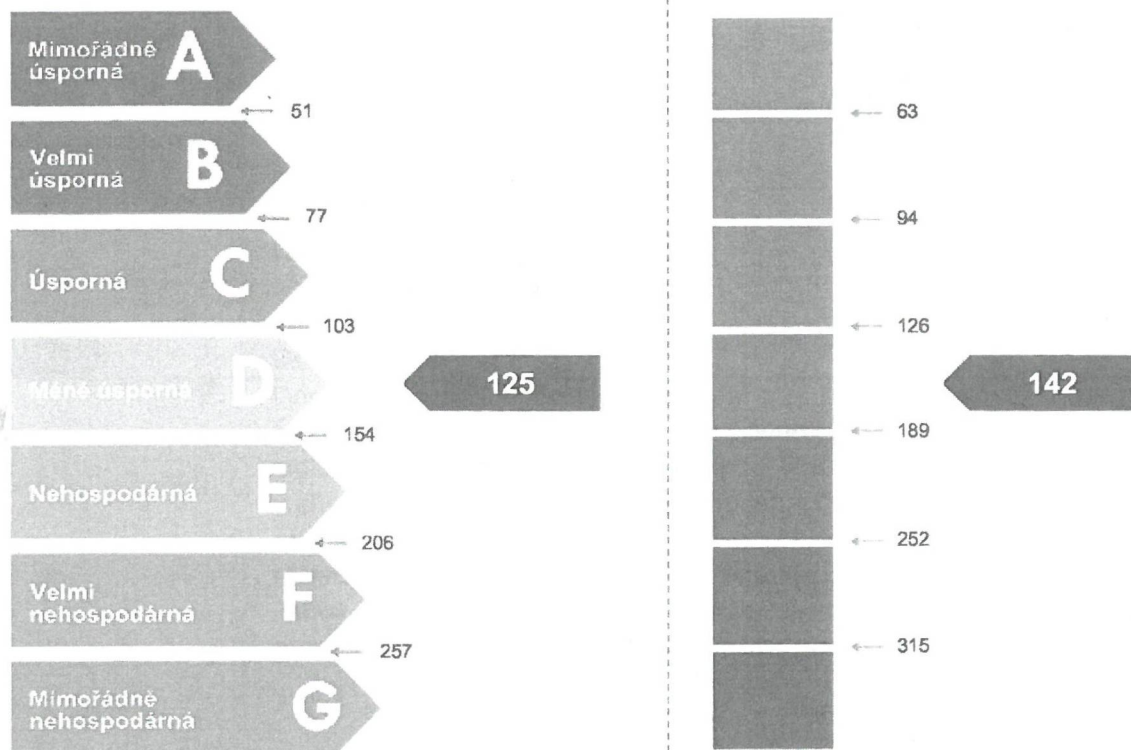 Mimořádně
úsporná
A
51
Velmi
úsporná
B
77
Úsporná
C
103
Méně úsporná
D
154
Nehospodárná
E
206
Velmi
nehospodárná
F
257
Mimořádně
nehospodárná
G
125
63
94
126
189
252
315
142